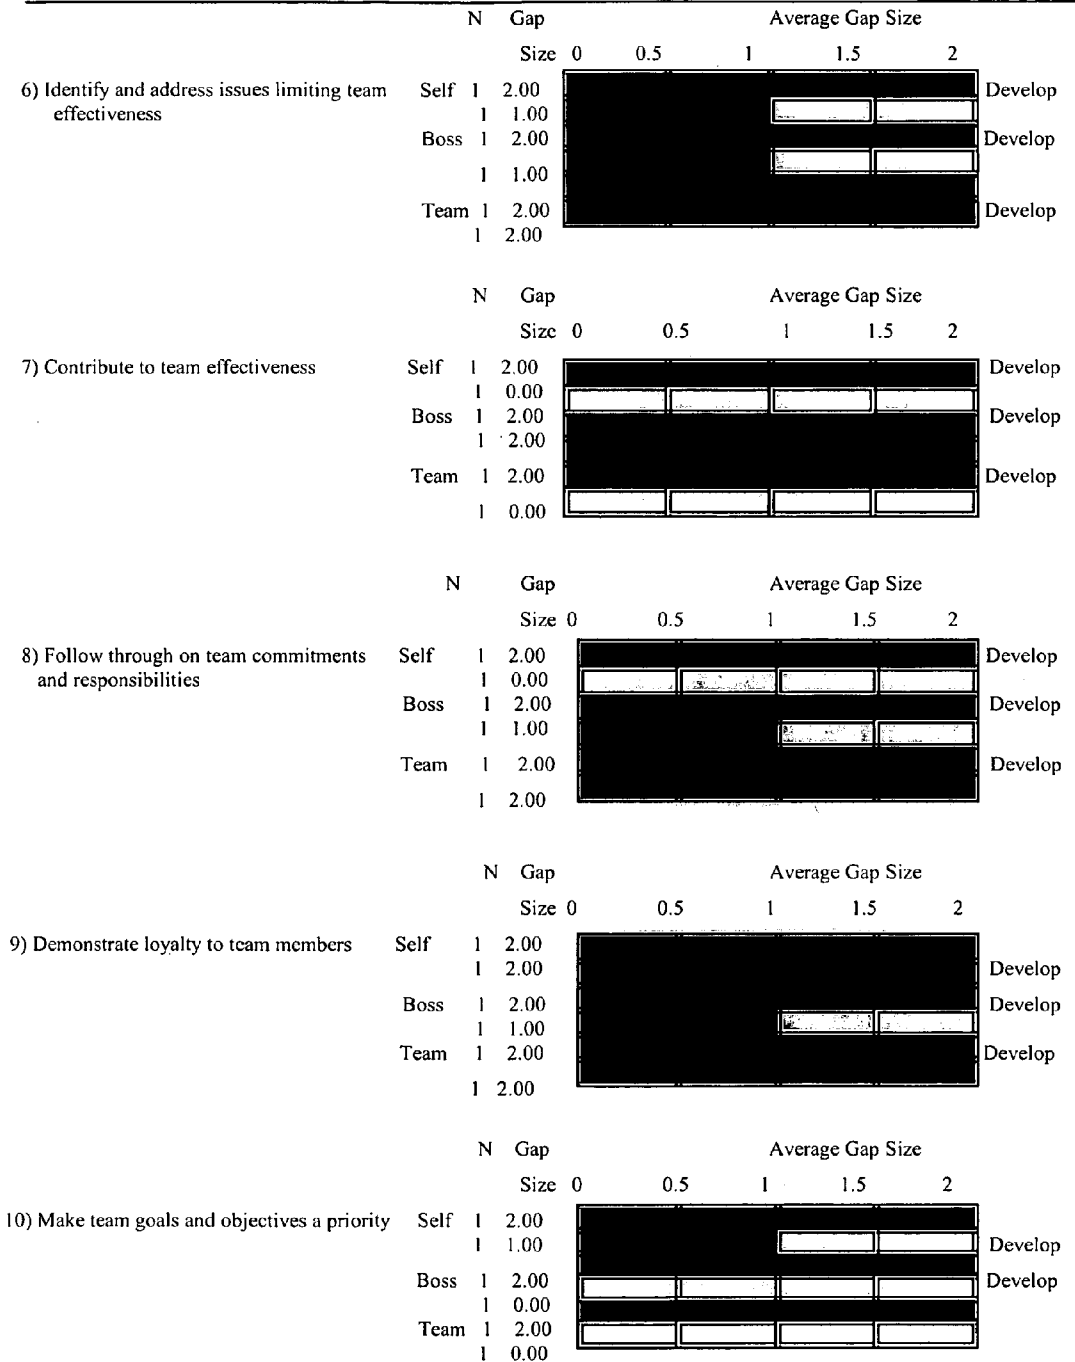 N Gap Average Gap Size
Size 0 0.5 1 1.5 2
6) Identify and address issues limiting team Self 1 2.00 Develop
effectiveness 1 1.00
Boss 1 2.00 Develop
1 1.00
Team 1 2.00 Develop
1 2.00
N Gap Average Gap Size
Size 0 0.5 1 1.5 2
7) Contribute to team effectiveness Self 1 2.00 Develop
1 0.00
Boss 1 2.00 Develop
1 2.00
Team 1 2.00 Develop
1 0.00
N Gap Average Gap Size
Size 0 0.5 1 1.5 2
8) Follow through on team commitments Self 1 2.00 Develop
and responsibilities 1 0.00
Boss 1 2.00 Develop
1 1.00
Team 1 2.00 Develop
1 2.00
N Gap Average Gap Size
Size 0 0.5 1 1.5 2
9) Demonstrate loyalty to team members Self 1 2.00
1 2.00 Develop
Boss 1 2.00 Develop
1 1.00
Team 1 2.00 Develop
1 2.00
N Gap Average Gap Size
Size 0 0.5 1 1.5 2
10) Make team goals and objectives a priority Self 1 2.00
1 1.00 Develop
Boss 1 2.00 Develop
1 0.00
Team 1 2.00
1 0.00